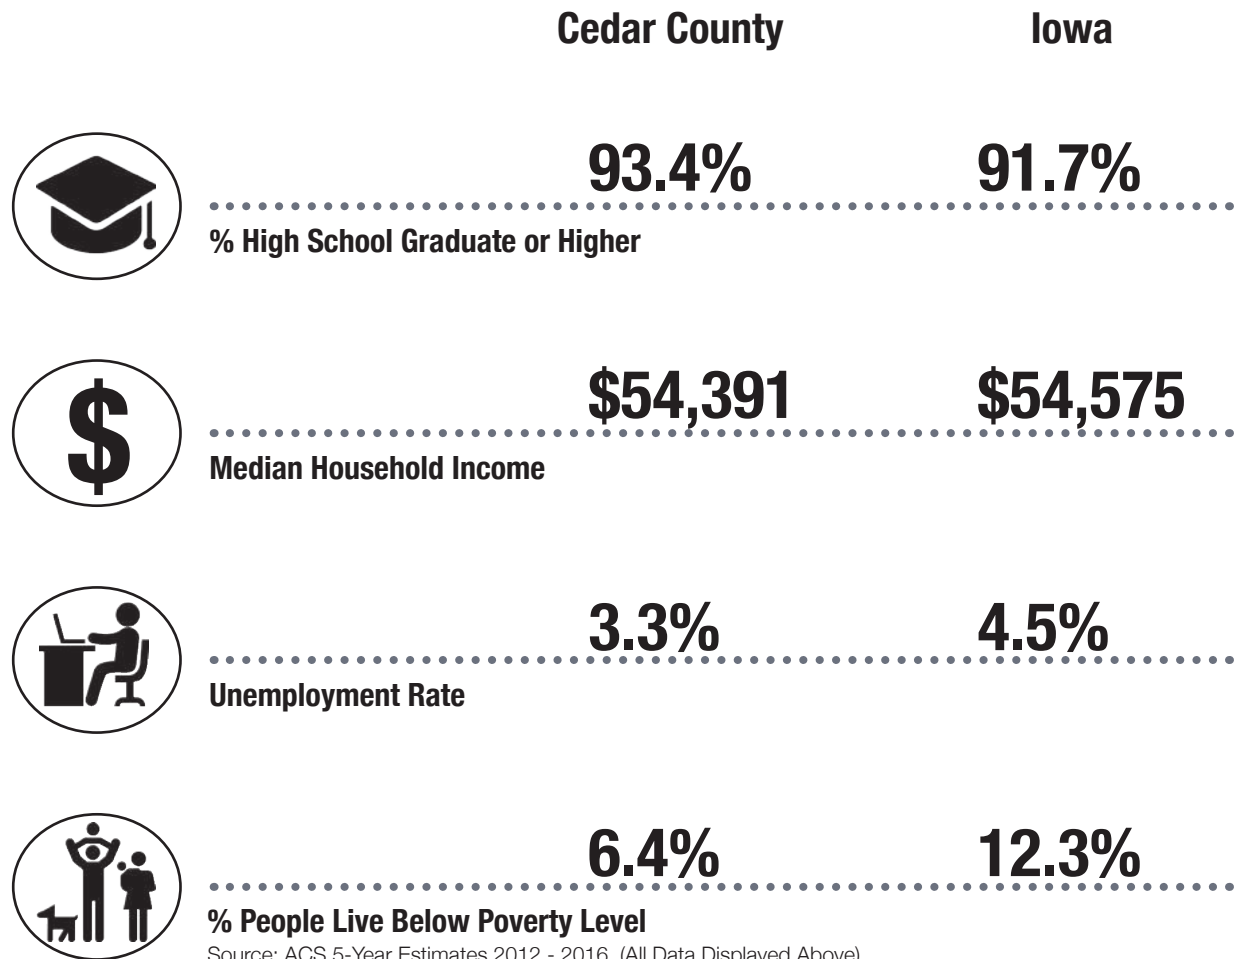 Cedar County Iowa
93.4% 91.7%
% High School Graduate or Higher
$
$54,391 $54,575
Median Household Income
3.3% 4.5%
Unemployment Rate
6.4% 12.3%
% People Live Below Poverty Level
Source: ACS 5-Year Estimates 2012 - 2016 (All Data Displayed Above)